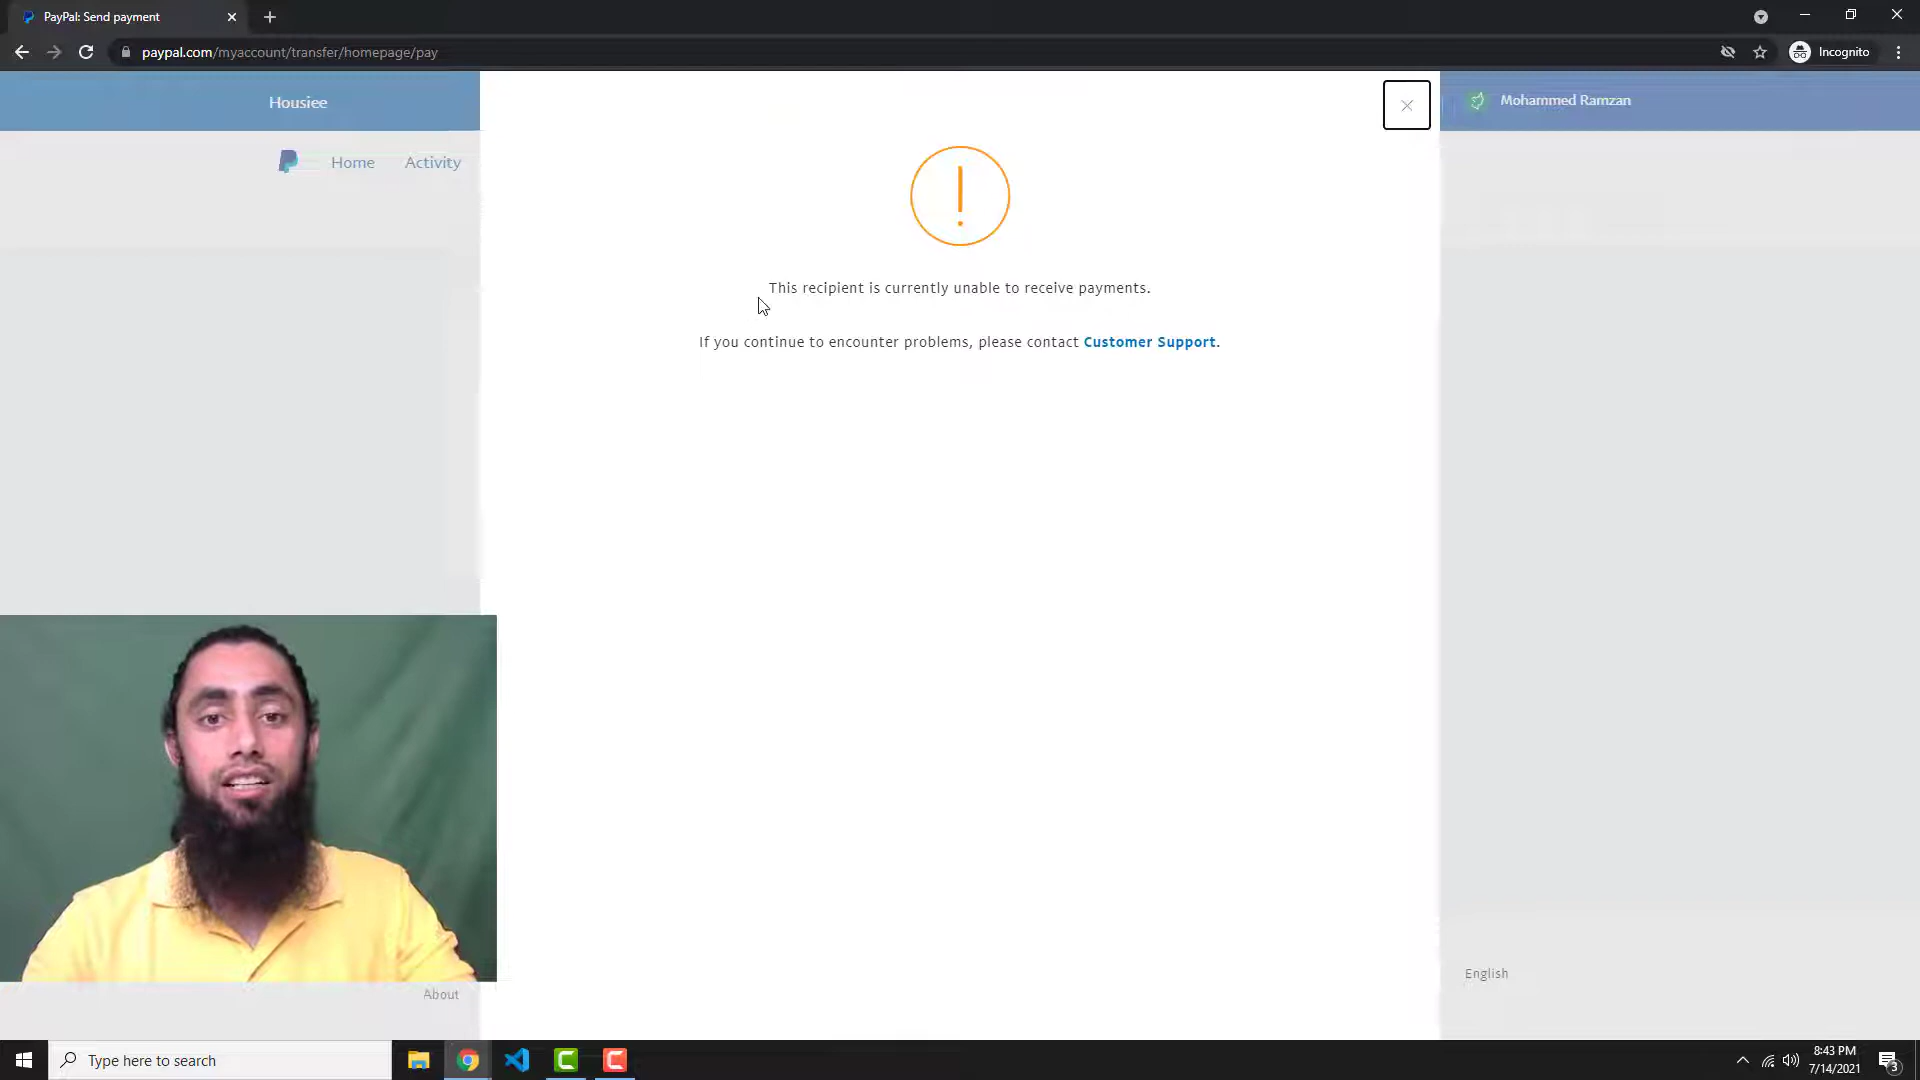 PayPal: Send payment
paypal.com/myaccount/transfer/homepage/pay
Incognito
Housiee
Mohammed Ramzan
Home Activity
This recipient is currently unable to receive payments.
If you continue to encounter problems, please contact Customer Support.
English
About
Type here to search
8:43 PM
7/14/2021
3